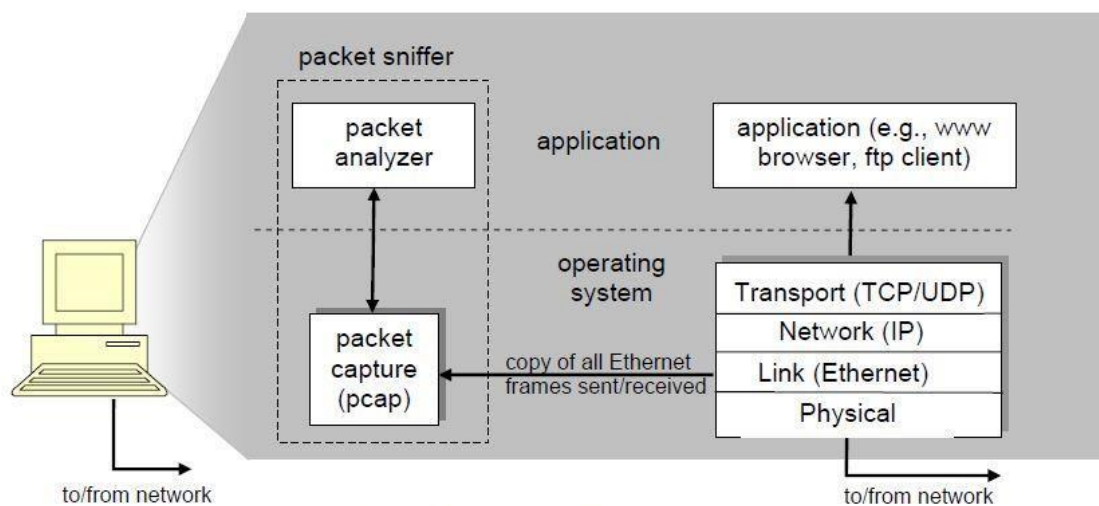 packet sniffer
packet
analyzer
application
application (e.g., www
browser, ftp client)
operating
system
packet
capture
(pcap)
copy of all Ethernet
frames sent/received
Transport (TCP/UDP)
Network (IP)
Link (Ethernet)
Physical
to/from network
to/from network